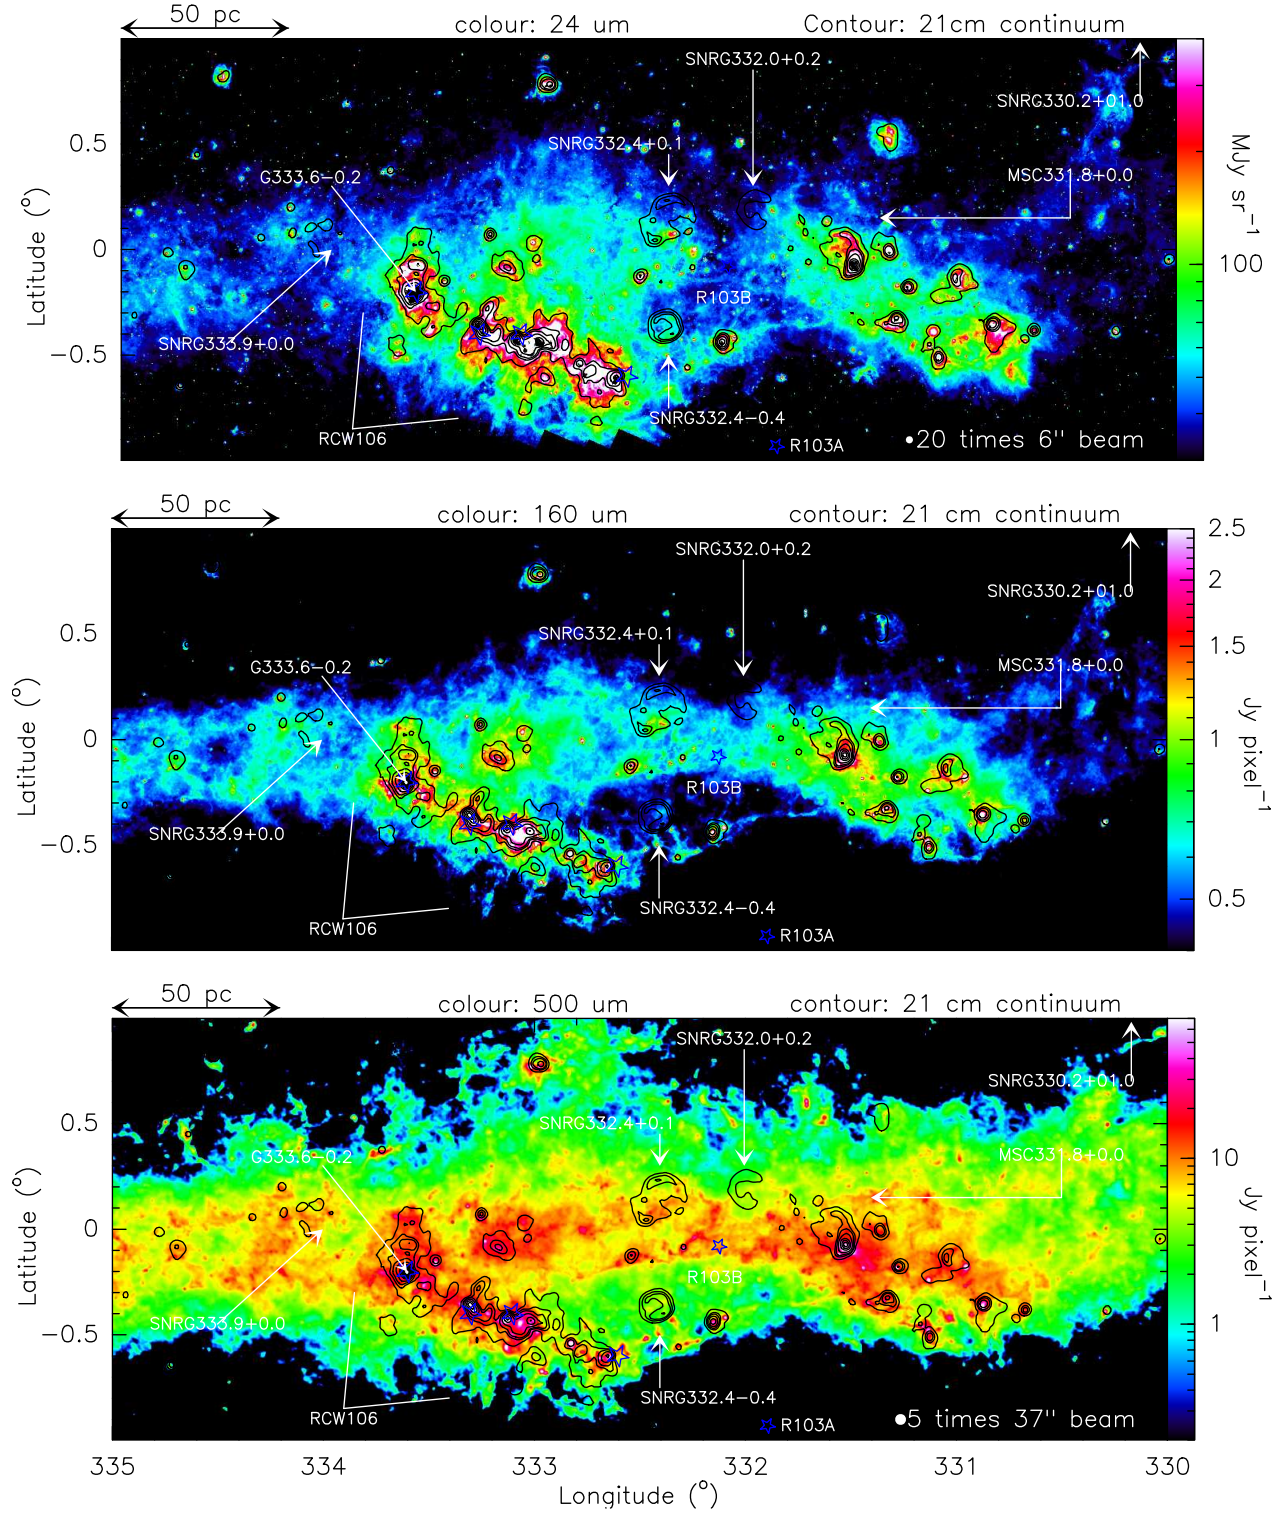 50 pc colour: 24 um Contour: 21cm continuum
SNRG332.0+0.2
SNRG330.2+01.0
0.5
SNRG332.4+0.1
G333.6−0.2
MSC331.8+0.0
MJy sr−1
Latitude (o)
0
100
R103B
SNRG333.9+0.0
−0.5
SNRG332.4−0.4
RCW106
R103A
20 times 6" beam
50 pc colour: 160 um contour: 21 cm continuum
2.5
SNRG332.0+0.2
2
SNRG330.2+01.0
0.5
SNRG332.4+0.1
1.5
G333.6−0.2
MSC331.8+0.0
Latitude (o)
0
1
Jy pixel−1
R103B
SNRG333.9+0.0
−0.5
0.5
SNRG332.4−0.4
RCW106
R103A
50 pc colour: 500 um contour: 21 cm continuum
SNRG332.0+0.2
SNRG330.2+01.0
0.5
SNRG332.4+0.1
G333.6−0.2
MSC331.8+0.0
10
Latitude (o)
0
Jy pixel−1
R103B
SNRG333.9+0.0
−0.5
1
SNRG332.4−0.4
RCW106
R103A
5 times 37" beam
335 334 333 332 331 330
Longitude (o)